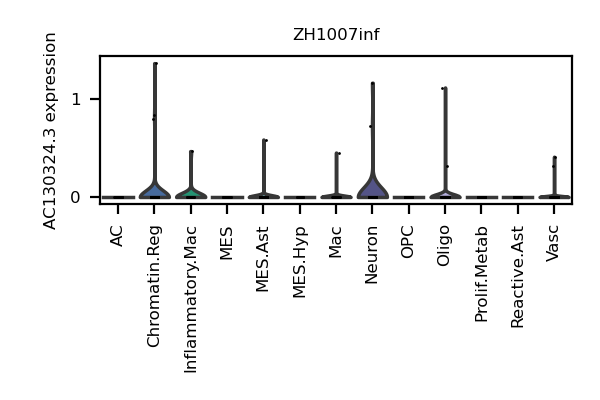 ZH1007inf
AC130324.3 expression
1
0
AC
Chromatin.Reg
Inflammatory.Mac
MES
MES.Ast
MES.Hyp
Mac
Neuron
OPC
Oligo
Prolif.Metab
Reactive.Ast
Vasc